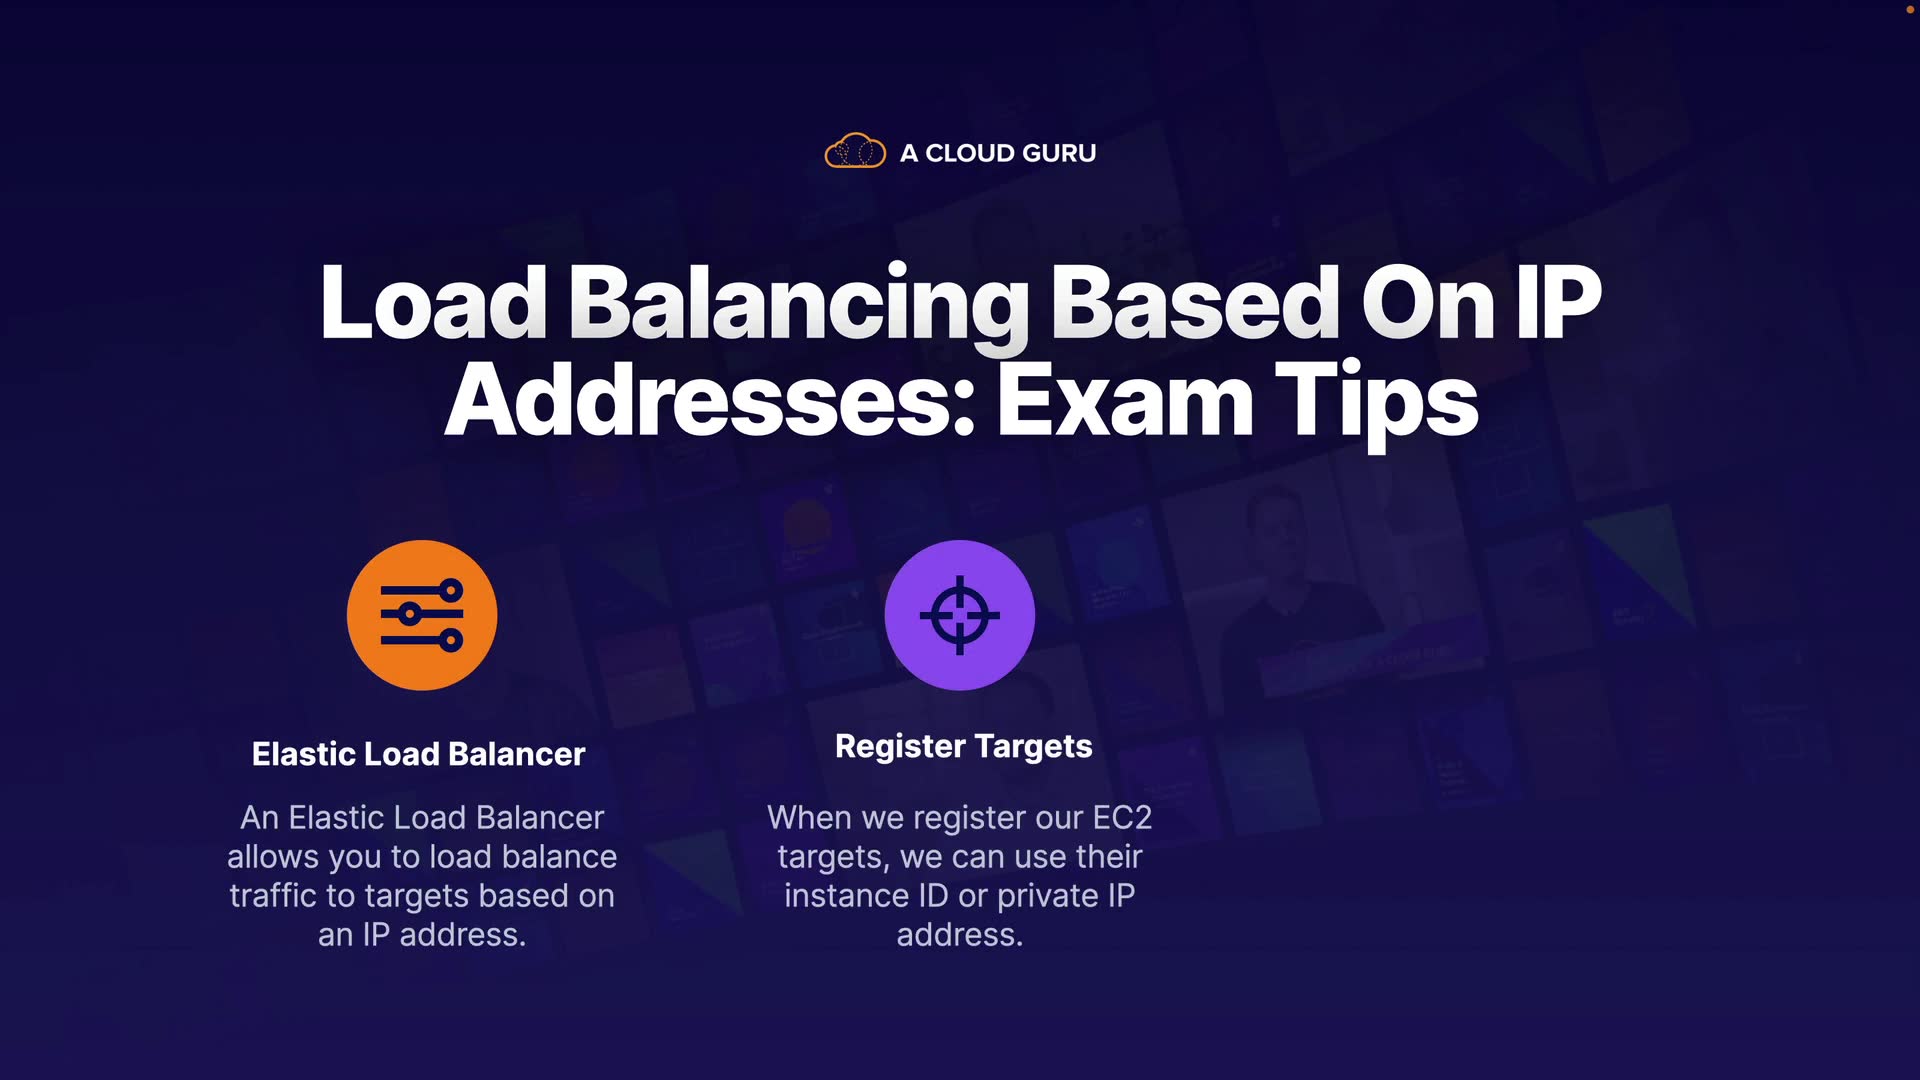 A CLOUD GURU
Load Balancing Based On IP
Addresses: Exam Tips
Elastic Load Balancer
An Elastic Load Balancer
allows you to load balance
traffic to targets based on
an IP address.
Register Targets
When we register our EC2
targets, we can use their
instance ID or private IP
address.